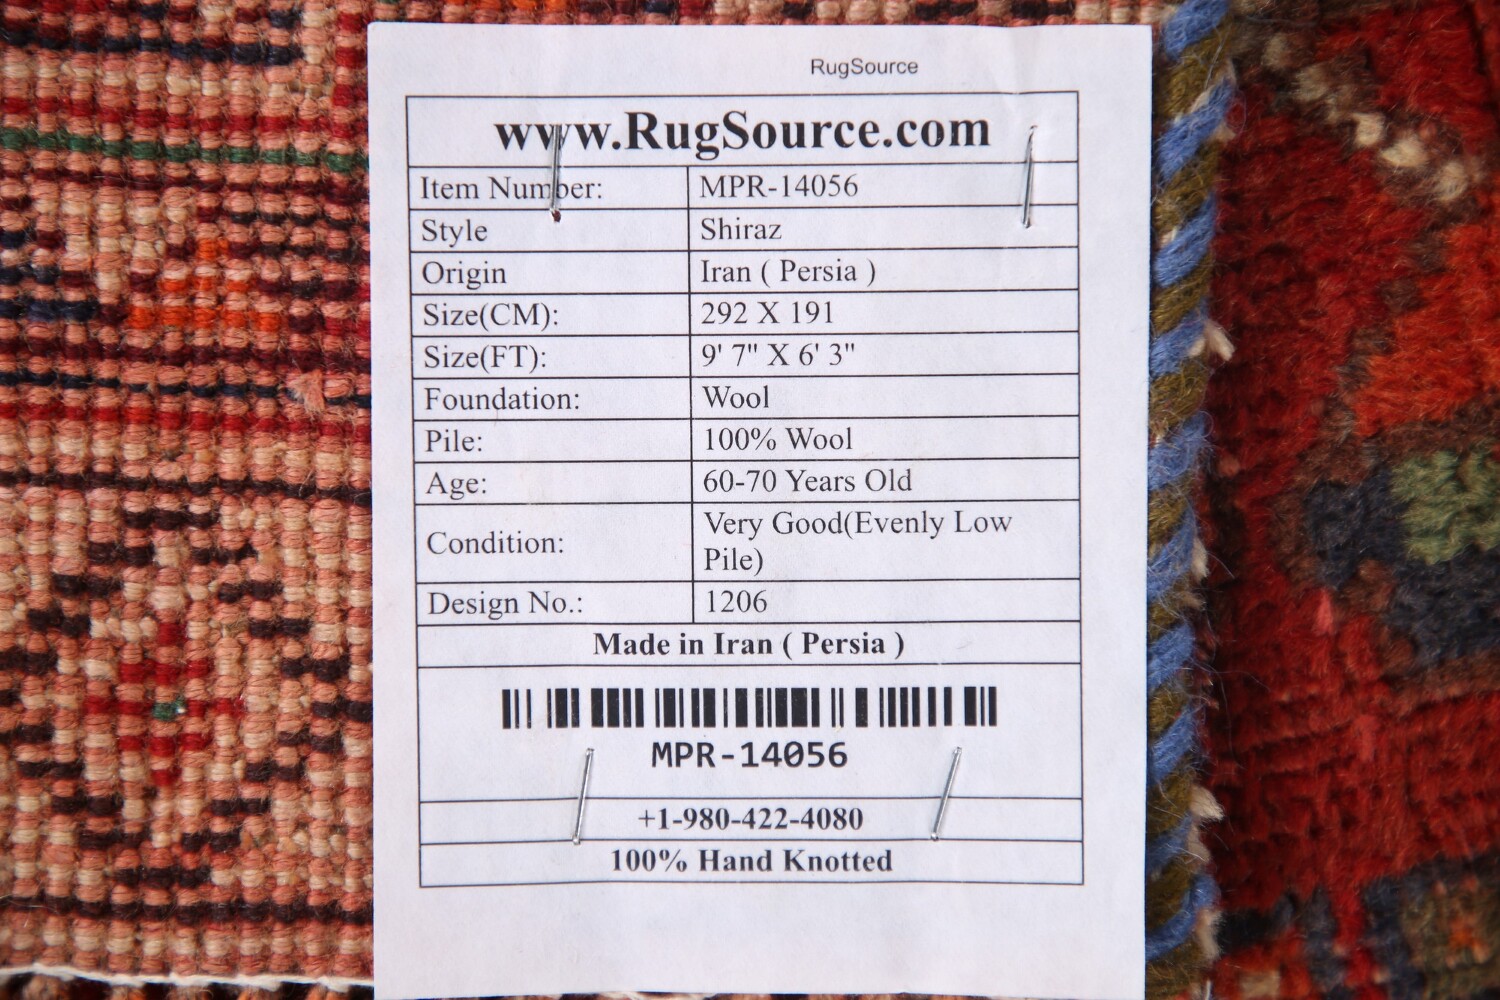 RugSource
www.RugSource.com
Item Number: MPR-14056
Style Shiraz
Origin Iran ( Persia )
Size(CM): 292 X 191
Size(FT): 9' 7" X 6' 3"
Foundation: Wool
Pile: 100% Wool
Age: 60-70 Years Old
Condition: Very Good(Evenly Low
Pile)
Design No.: 1206
Made in Iran ( Persia )
MPR-14056
+1-980-422-4080
100% Hand Knotted